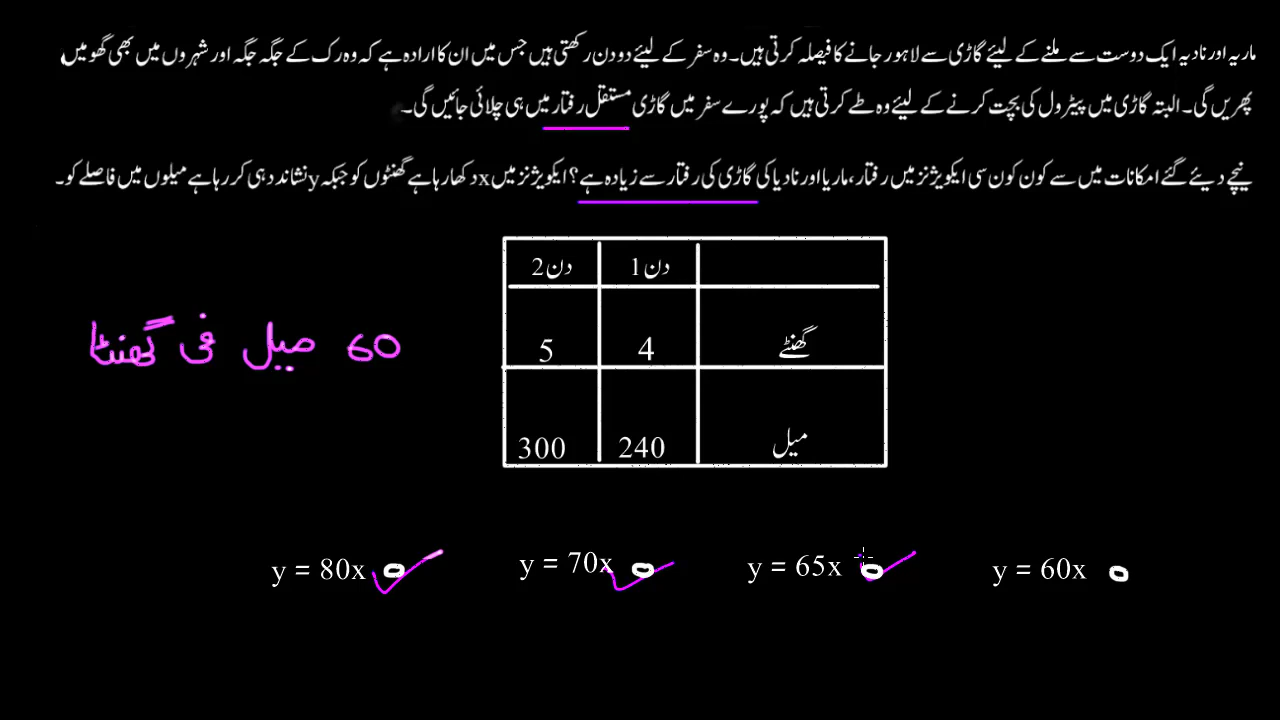 ماریہ اور نادیہ ایک دوست سے ملنے کے لیئے گاڑی سے لاہور جانے کا فیصلہ کرتی ہیں۔ وہ سفر کے لیئے دو دن رکھتی ہیں جس میں ان کا ارادہ ہے کہ وہ رک کے جگہ جگہ اور شہروں میں بھی گھومیں
پھریں گی۔ البتہ گاڑی میں پیٹرول کی بچت کرنے کے لیئے وہ طے کرتی ہیں کہ پورے سفر میں گاڑی مستقل رفتار میں ہی چلائی جائیں گی۔
نیچے دیئے گئے امکانات میں سے کون کون سی ایکویژنز میں رفتار، ماریا اور نادیا کی گاڑی کی رفتار سے زیادہ ہے؟ ایکویژنز میں x دکھا رہا ہے گھنٹوں کو جبکہ y نشاندہی کر رہا ہے میلوں میں فاصلے کو۔
دن 1 دن 2
گھنٹے 4 5
60 میل فی گھنٹا
میل 240 300
y = 80x y = 70x y = 65x y = 60x